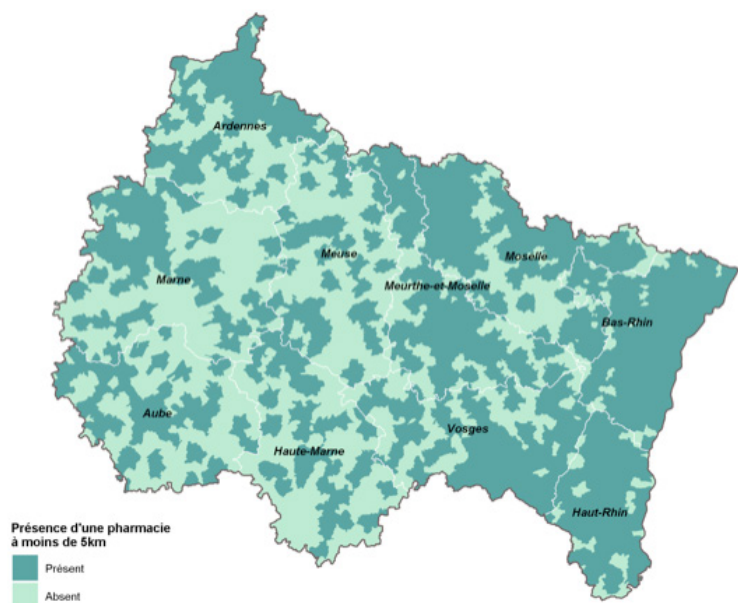 Ardennes
Meuse
Moselle
Marne
Meurthe-et-Moselle
Bas-Rhin
Aube
Vosges
Haute-Marne
Haut-Rhin
Présence d'une pharmacie
à moins de 5km
Présent
Absent